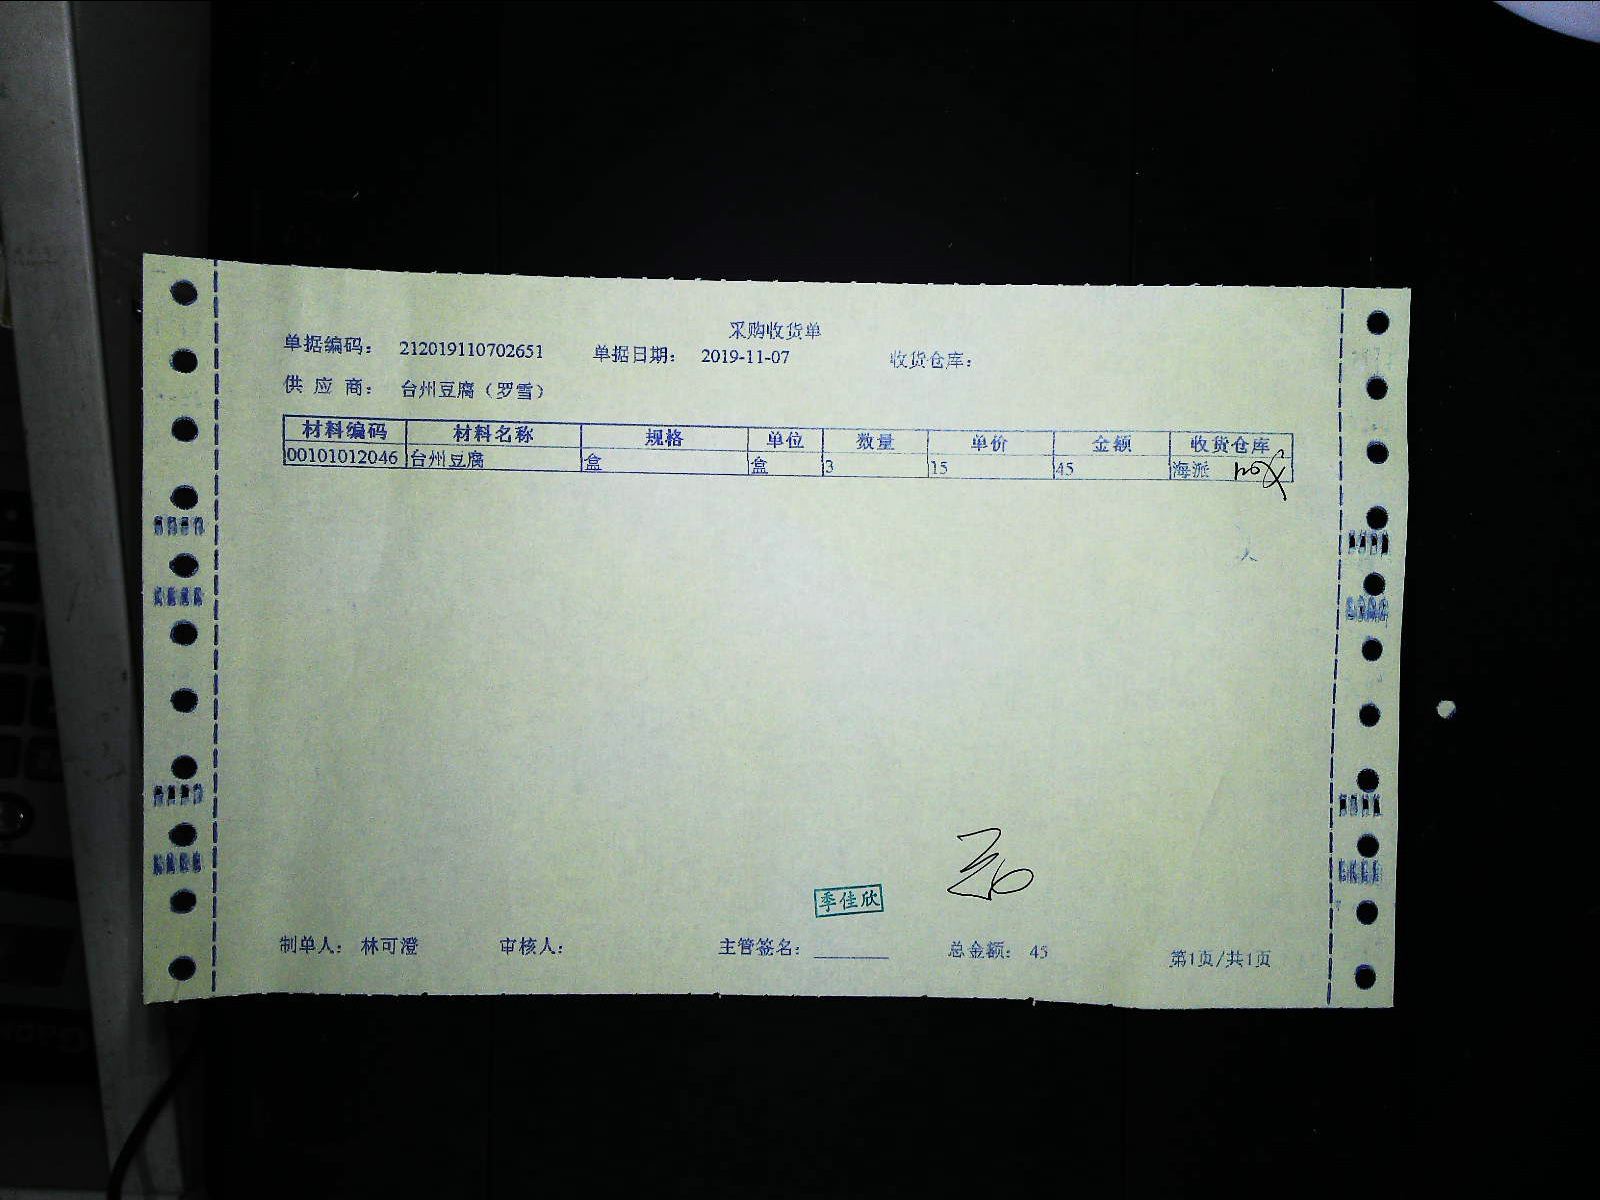 采购收货单
单据编码： 212019110702651 单据日期： 2019-11-07 收货仓库：
供 应 商： 台州豆腐（罗雪）
材料编码 材料名称 规格 单位 数量 单价 金额 收货仓库
00101012046 台州豆腐 盒 盒 3 15 45 海派
季佳欣
制单人： 林可澄 审核人： 主管签名：________ 总金额： 45 第1页/共1页